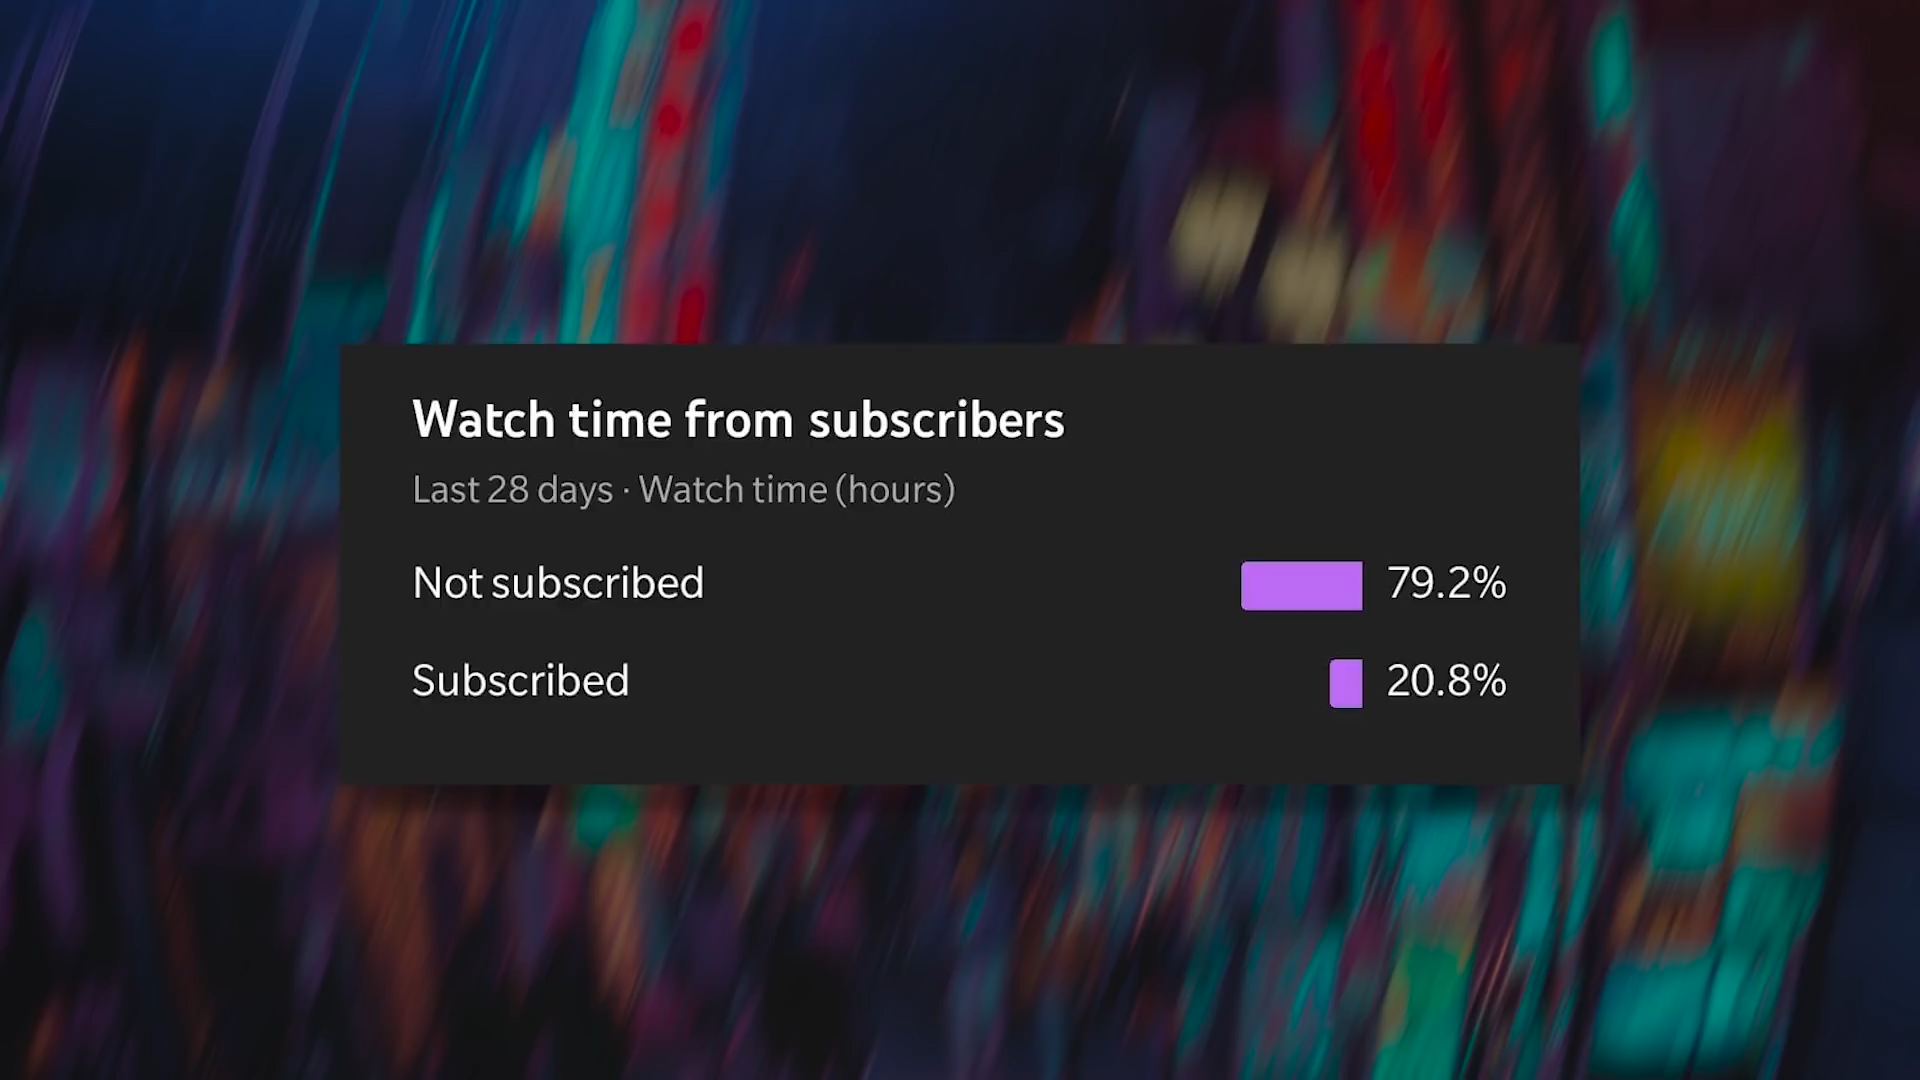 Watch time from subscribers
Last 28 days · Watch time (hours)
Not subscribed 79.2%
Subscribed 20.8%